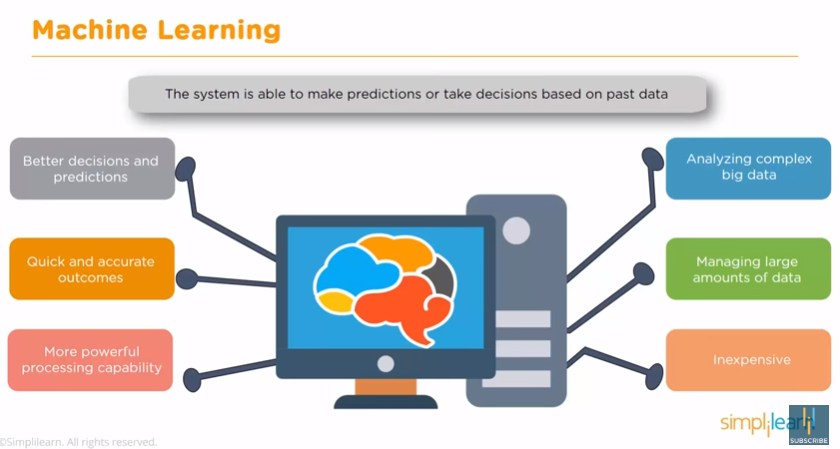 Machine Learning
The system is able to make predictions or take decisions based on past data
Better decisions and
predictions
Quick and accurate
outcomes
More powerful
processing capability
Analyzing complex
big data
Managing large
amounts of data
Inexpensive
simplilearn
SUBSCRIBE
©Simplilearn. All rights reserved.